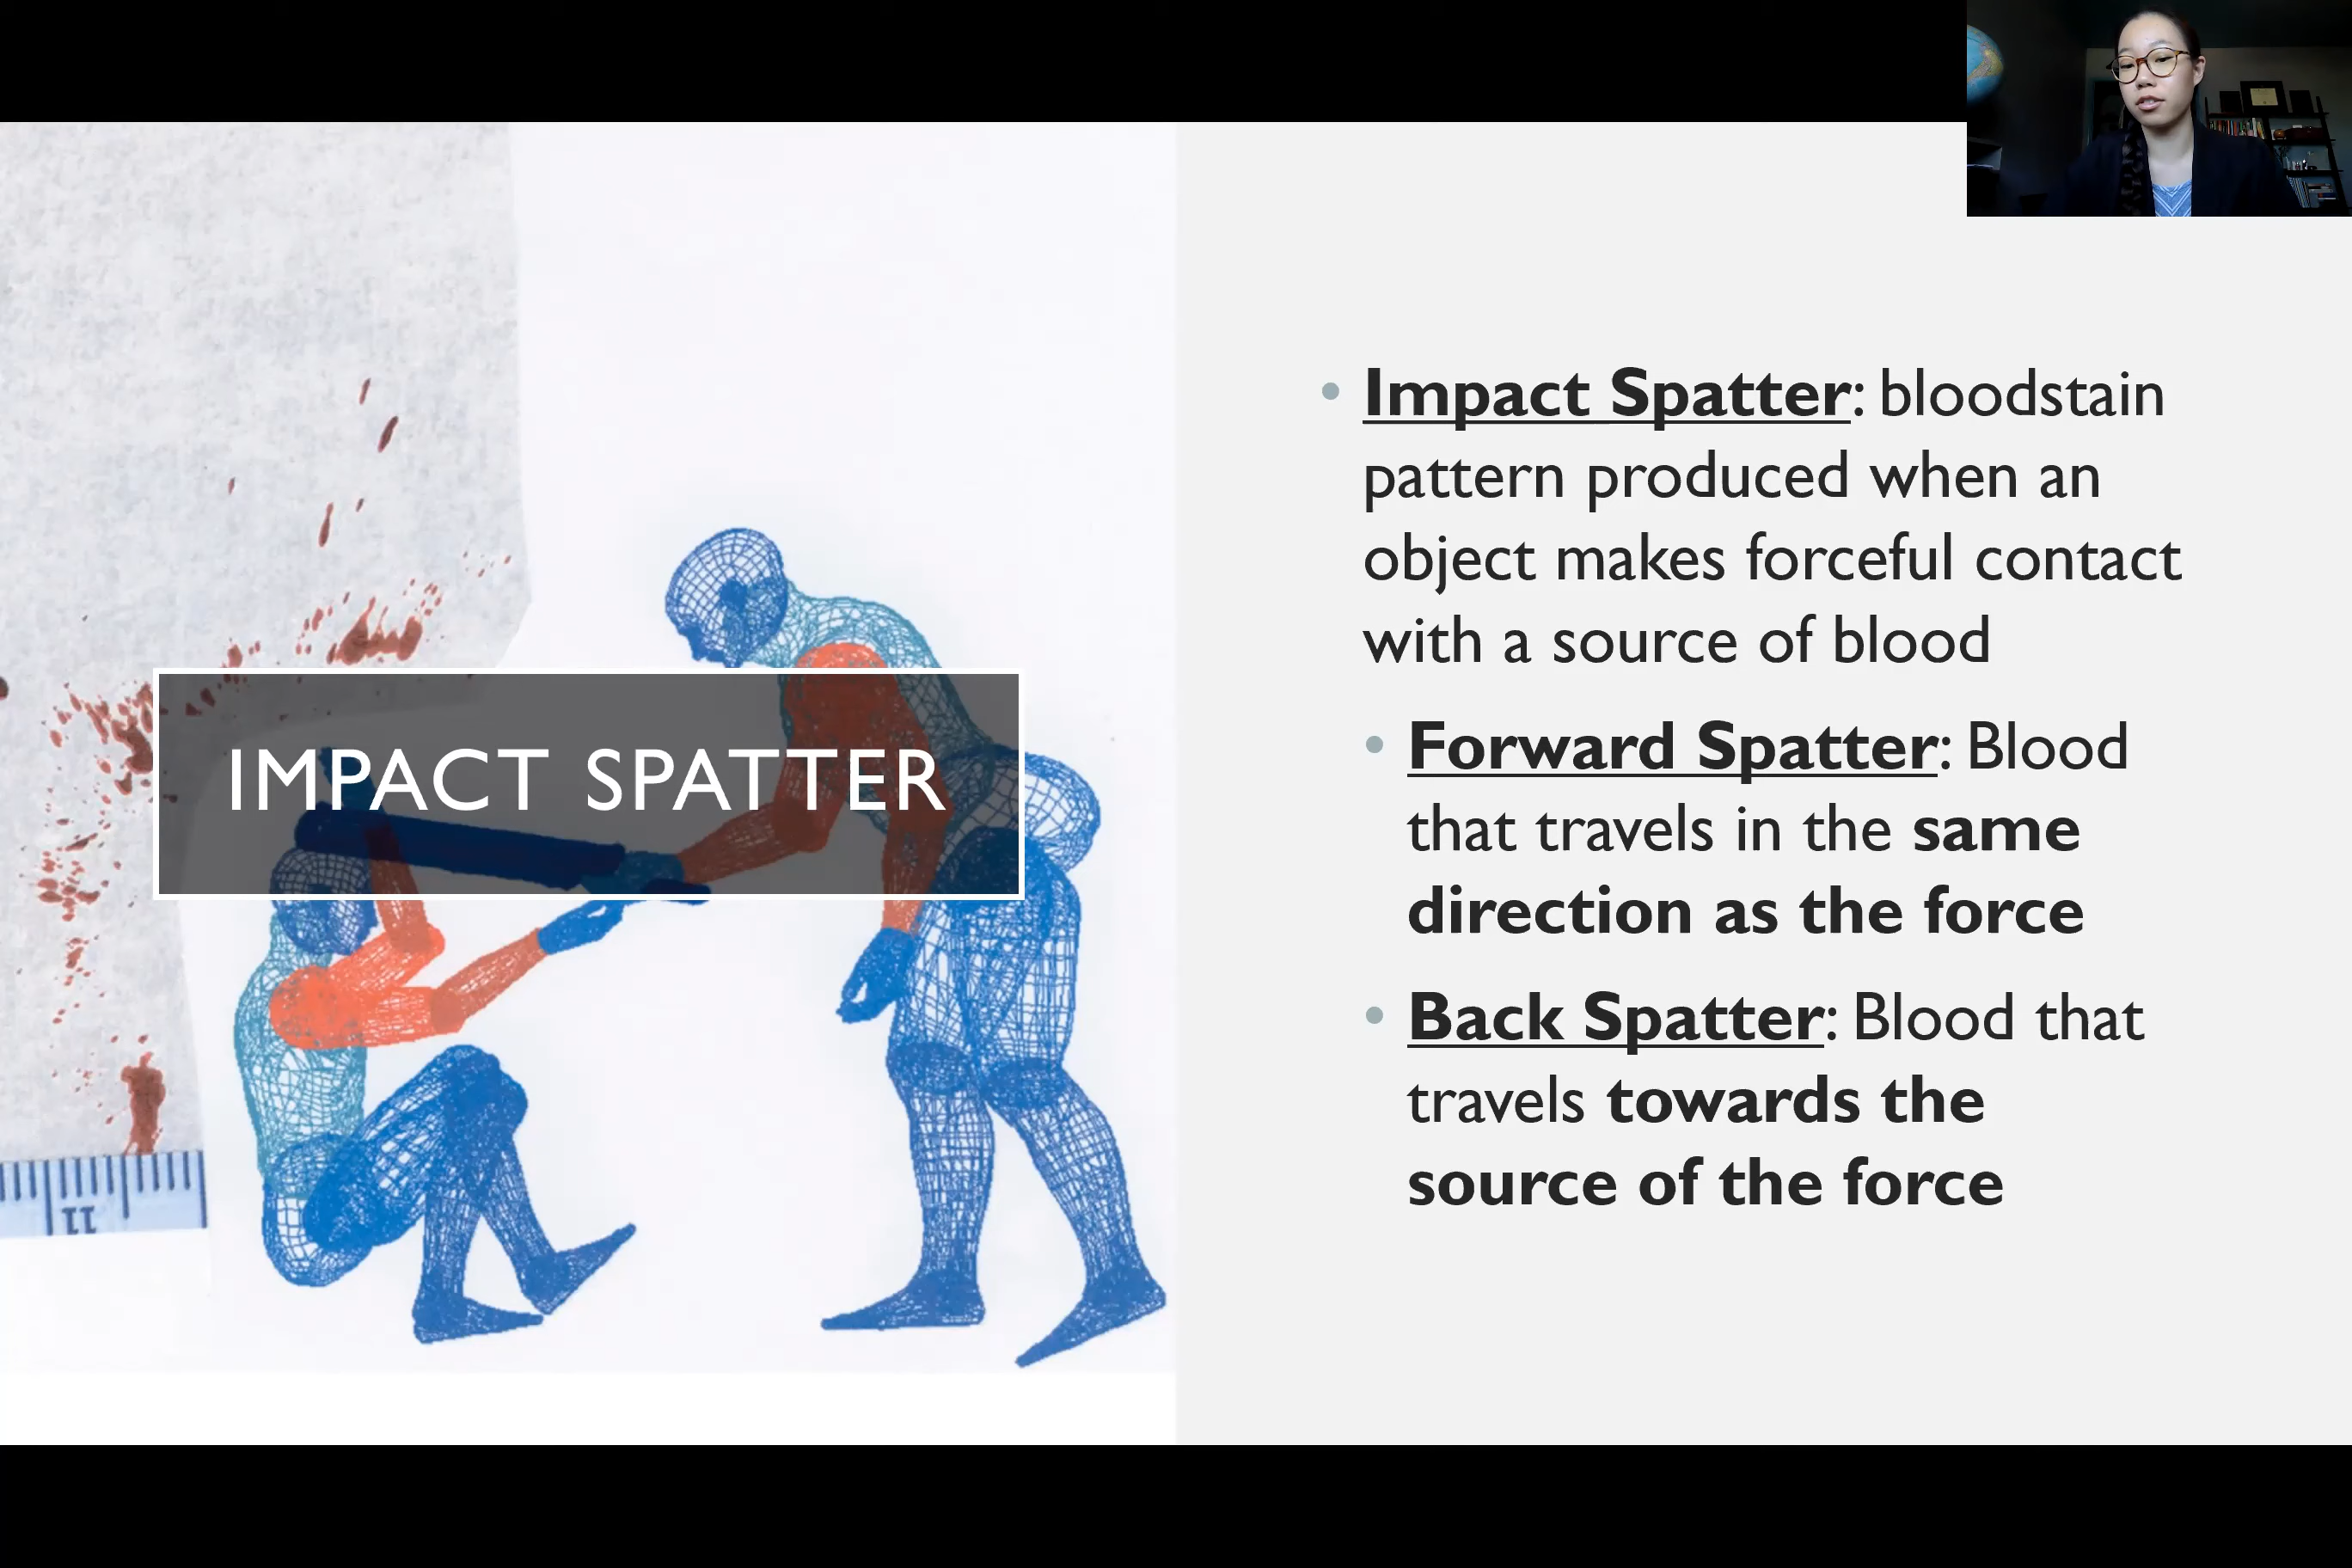 IMPACT SPATTER
• Impact Spatter: bloodstain
pattern produced when an
object makes forceful contact
with a source of blood
• Forward Spatter: Blood
that travels in the same
direction as the force
• Back Spatter: Blood that
travels towards the
source of the force
11